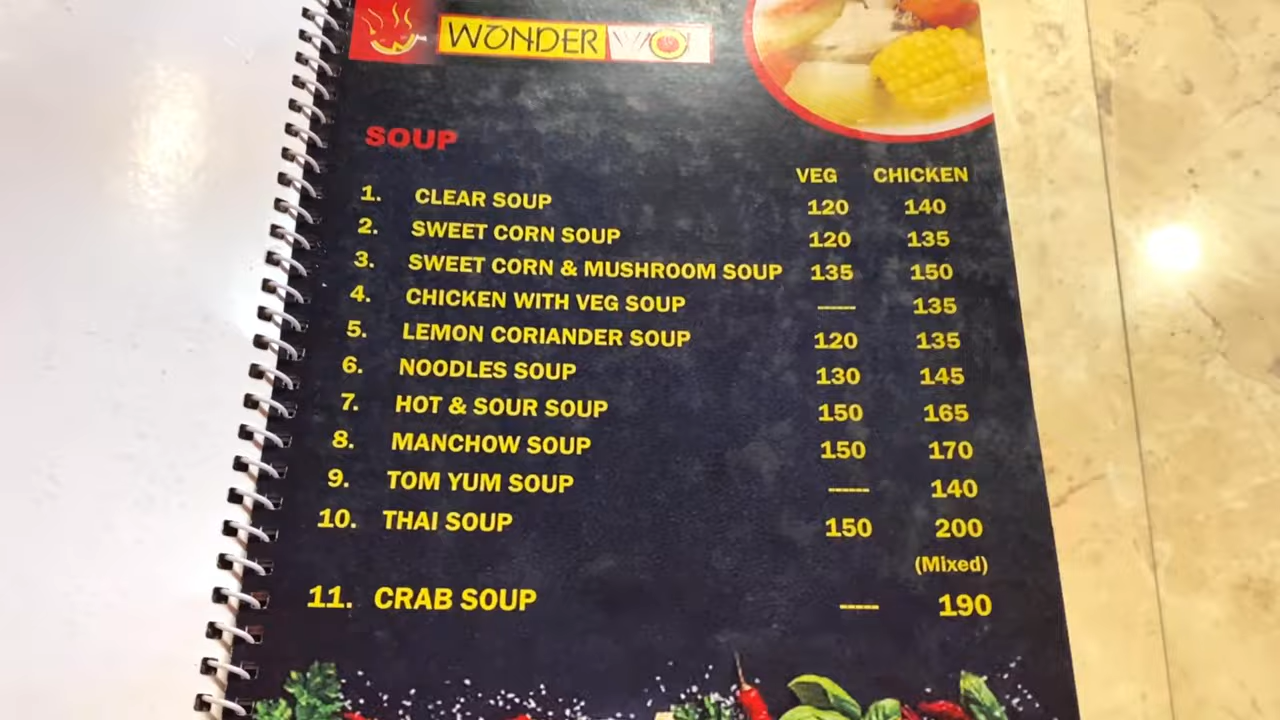 WONDER WOK
SOUP
VEG CHICKEN
1. CLEAR SOUP 120 140
2. SWEET CORN SOUP 120 135
3. SWEET CORN & MUSHROOM SOUP 135 150
4. CHICKEN WITH VEG SOUP ------ 135
5. LEMON CORIANDER SOUP 120 135
6. NOODLES SOUP 130 145
7. HOT & SOUR SOUP 150 165
8. MANCHOW SOUP 150 170
9. TOM YUM SOUP ------ 140
10. THAI SOUP 150 200
(Mixed)
11. CRAB SOUP ----- 190